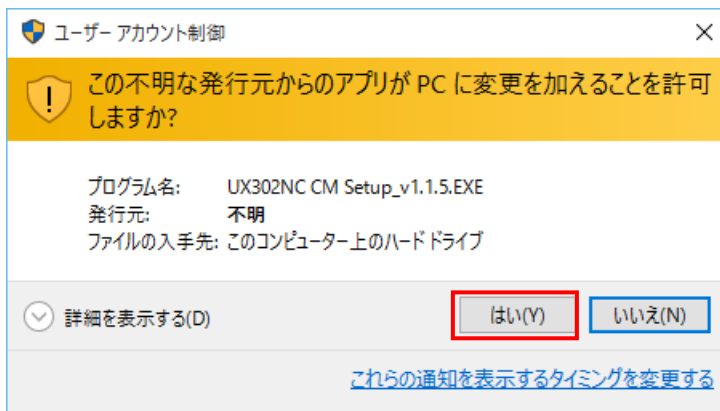 ユーザー アカウント制御
この不明な発行元からのアプリが PC に変更を加えることを許可
しますか?
プログラム名: UX302NC CM Setup_v1.1.5.EXE
発行元: 不明
ファイルの入手先: このコンピューター上のハード ドライブ
詳細を表示する(D)
はい(Y)
いいえ(N)
これらの通知を表示するタイミングを変更する